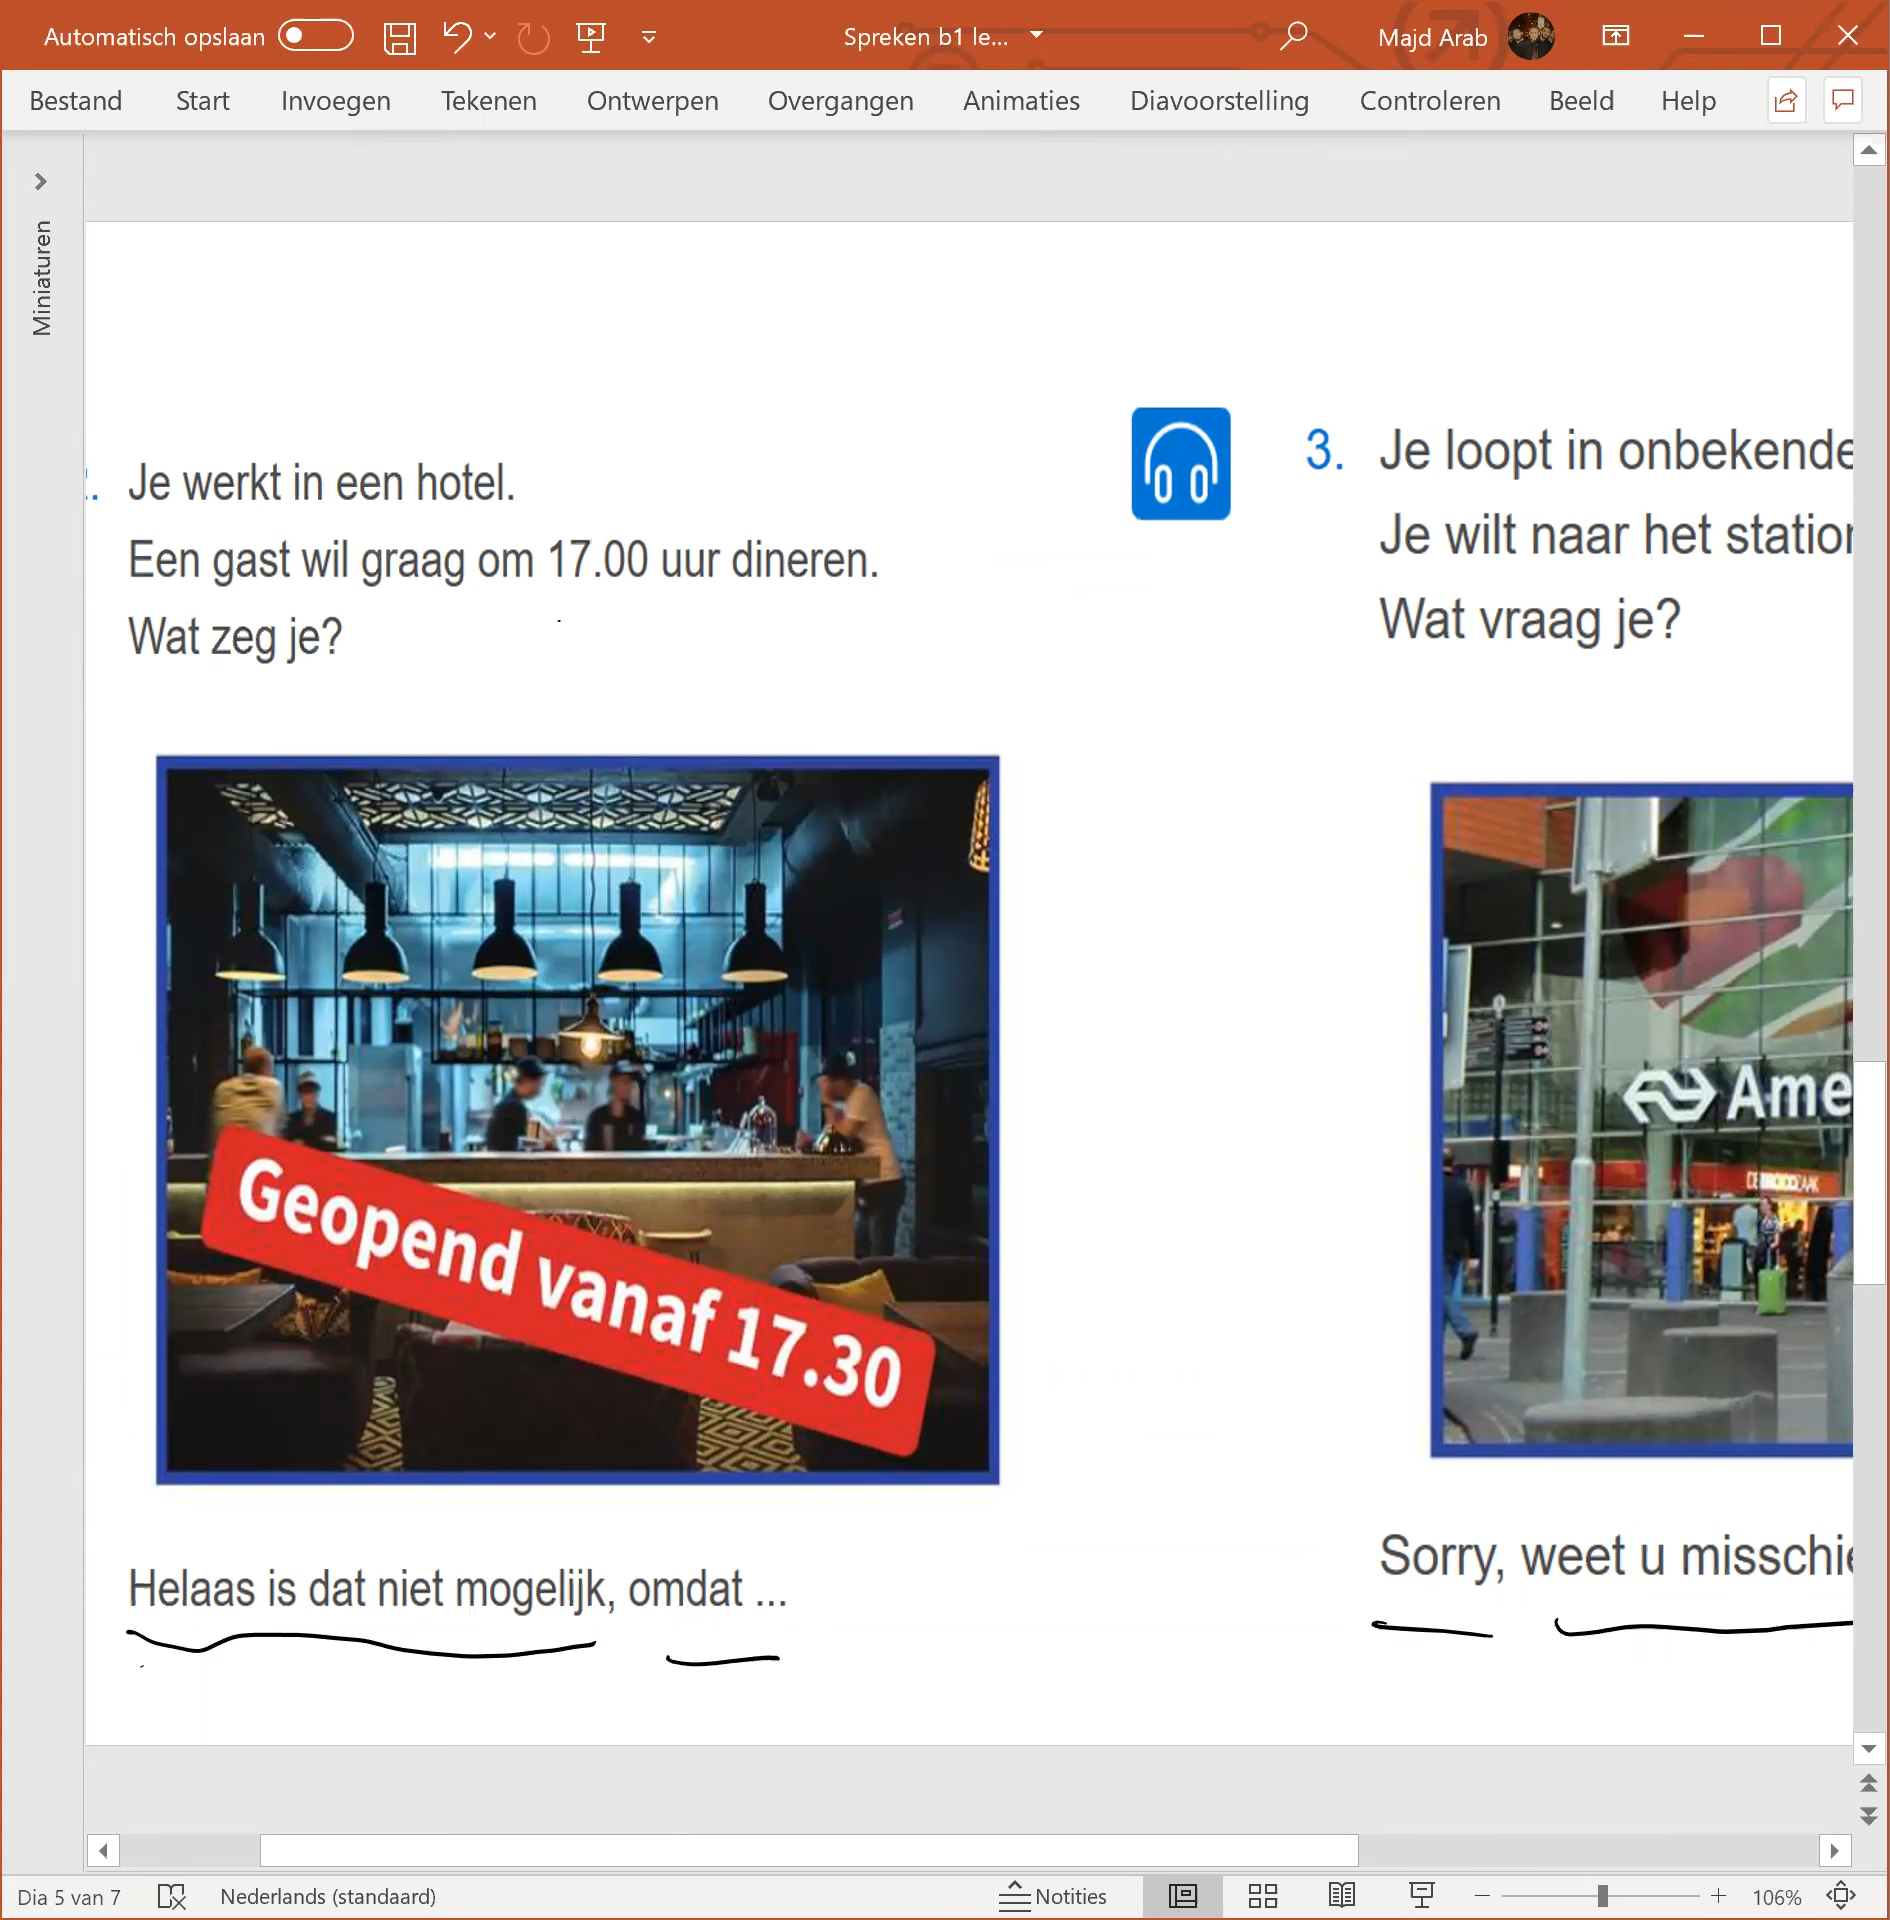 Automatisch opslaan
Spreken b1 le...
Majd Arab
Bestand Start Invoegen Tekenen Ontwerpen Overgangen Animaties Diavoorstelling Controleren Beeld Help
Miniaturen
Je werkt in een hotel.
Een gast wil graag om 17.00 uur dineren.
Wat zeg je?
Geopend vanaf 17.30
Helaas is dat niet mogelijk, omdat ...
3. Je loopt in onbekende
Je wilt naar het station
Wat vraag je?
Ame
Sorry, weet u misschie
Dia 5 van 7 Nederlands (standaard) Notities 106%